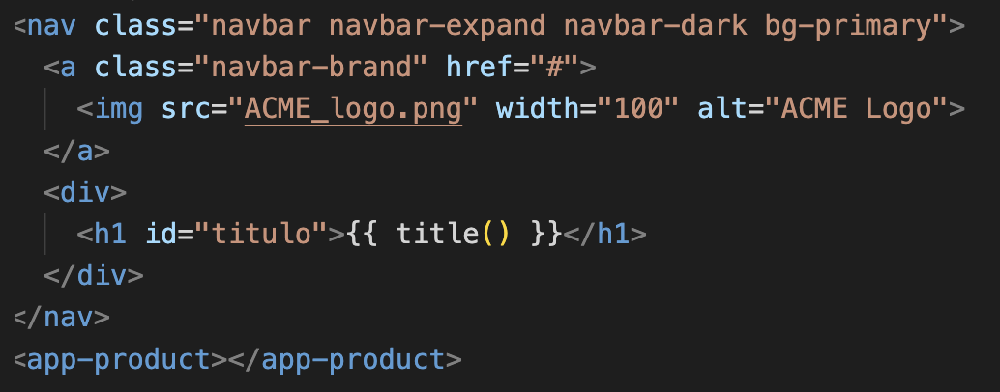 <nav class="navbar navbar-expand navbar-dark bg-primary">
  <a class="navbar-brand" href="#">
    <img src="ACME_logo.png" width="100" alt="ACME Logo">
  </a>
  <div>
    <h1 id="titulo">{{ title() }}</h1>
  </div>
</nav>
<app-product></app-product>